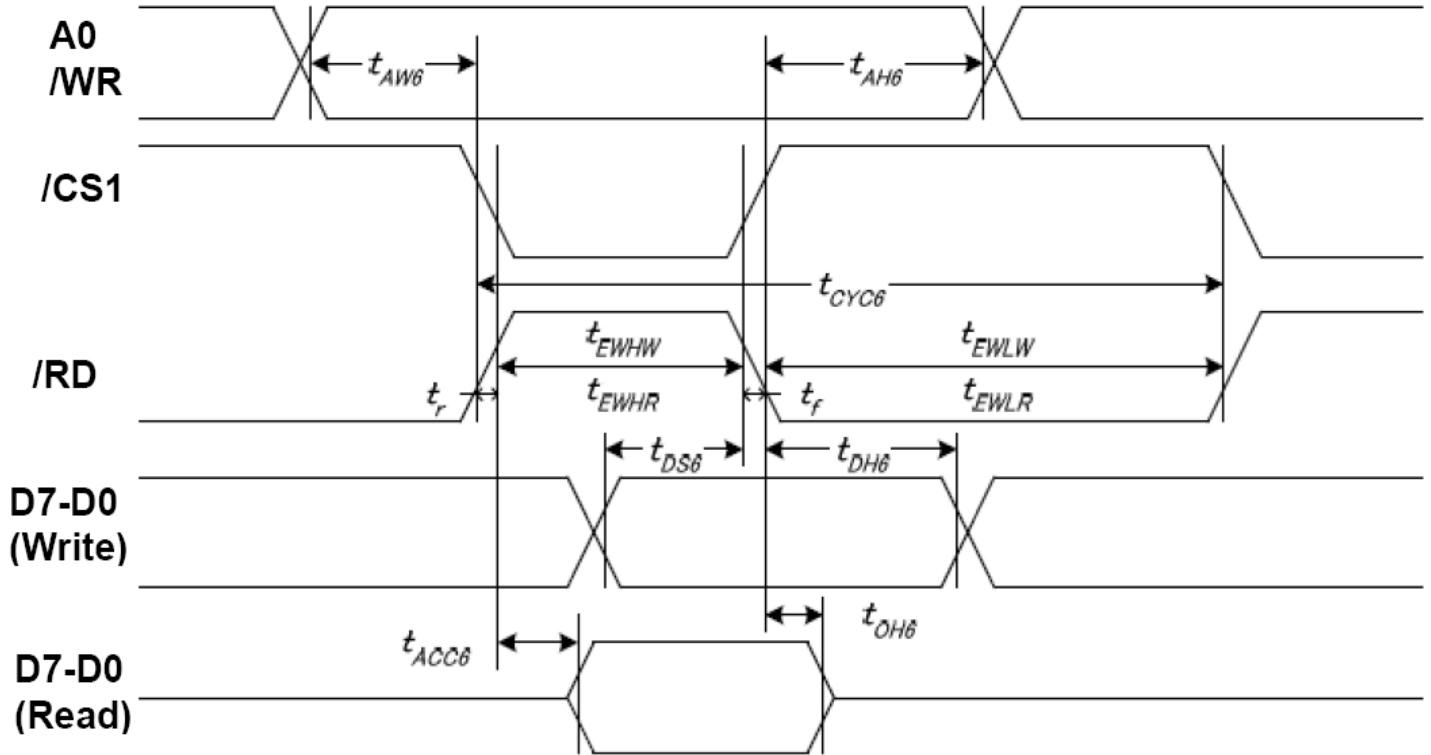 A0
/WR
tAW6
tAH6
/CS1
tCYC6
/RD
tEWHW
tEWLW
tr
tEWHR
tf
tEWLR
tDS6
tDH6
D7-D0
(Write)
tOH6
tACC6
D7-D0
(Read)